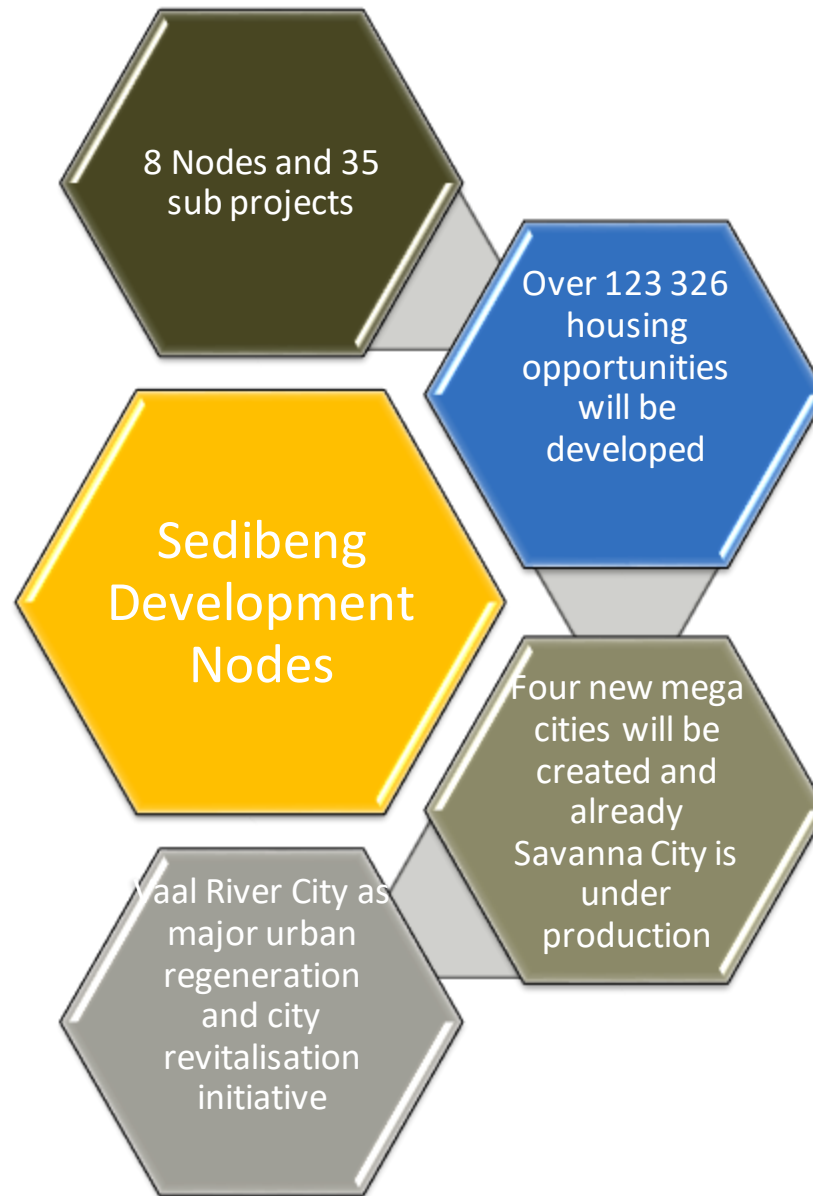 8 Nodes and 35
sub projects
Over 123 326
housing
opportunities
will be
developed
Sedibeng
Development
Nodes
Four new mega
cities will be
created and
already
Savanna City is
under
production
Vaal River City as
major urban
regeneration
and city
revitalisation
initiative